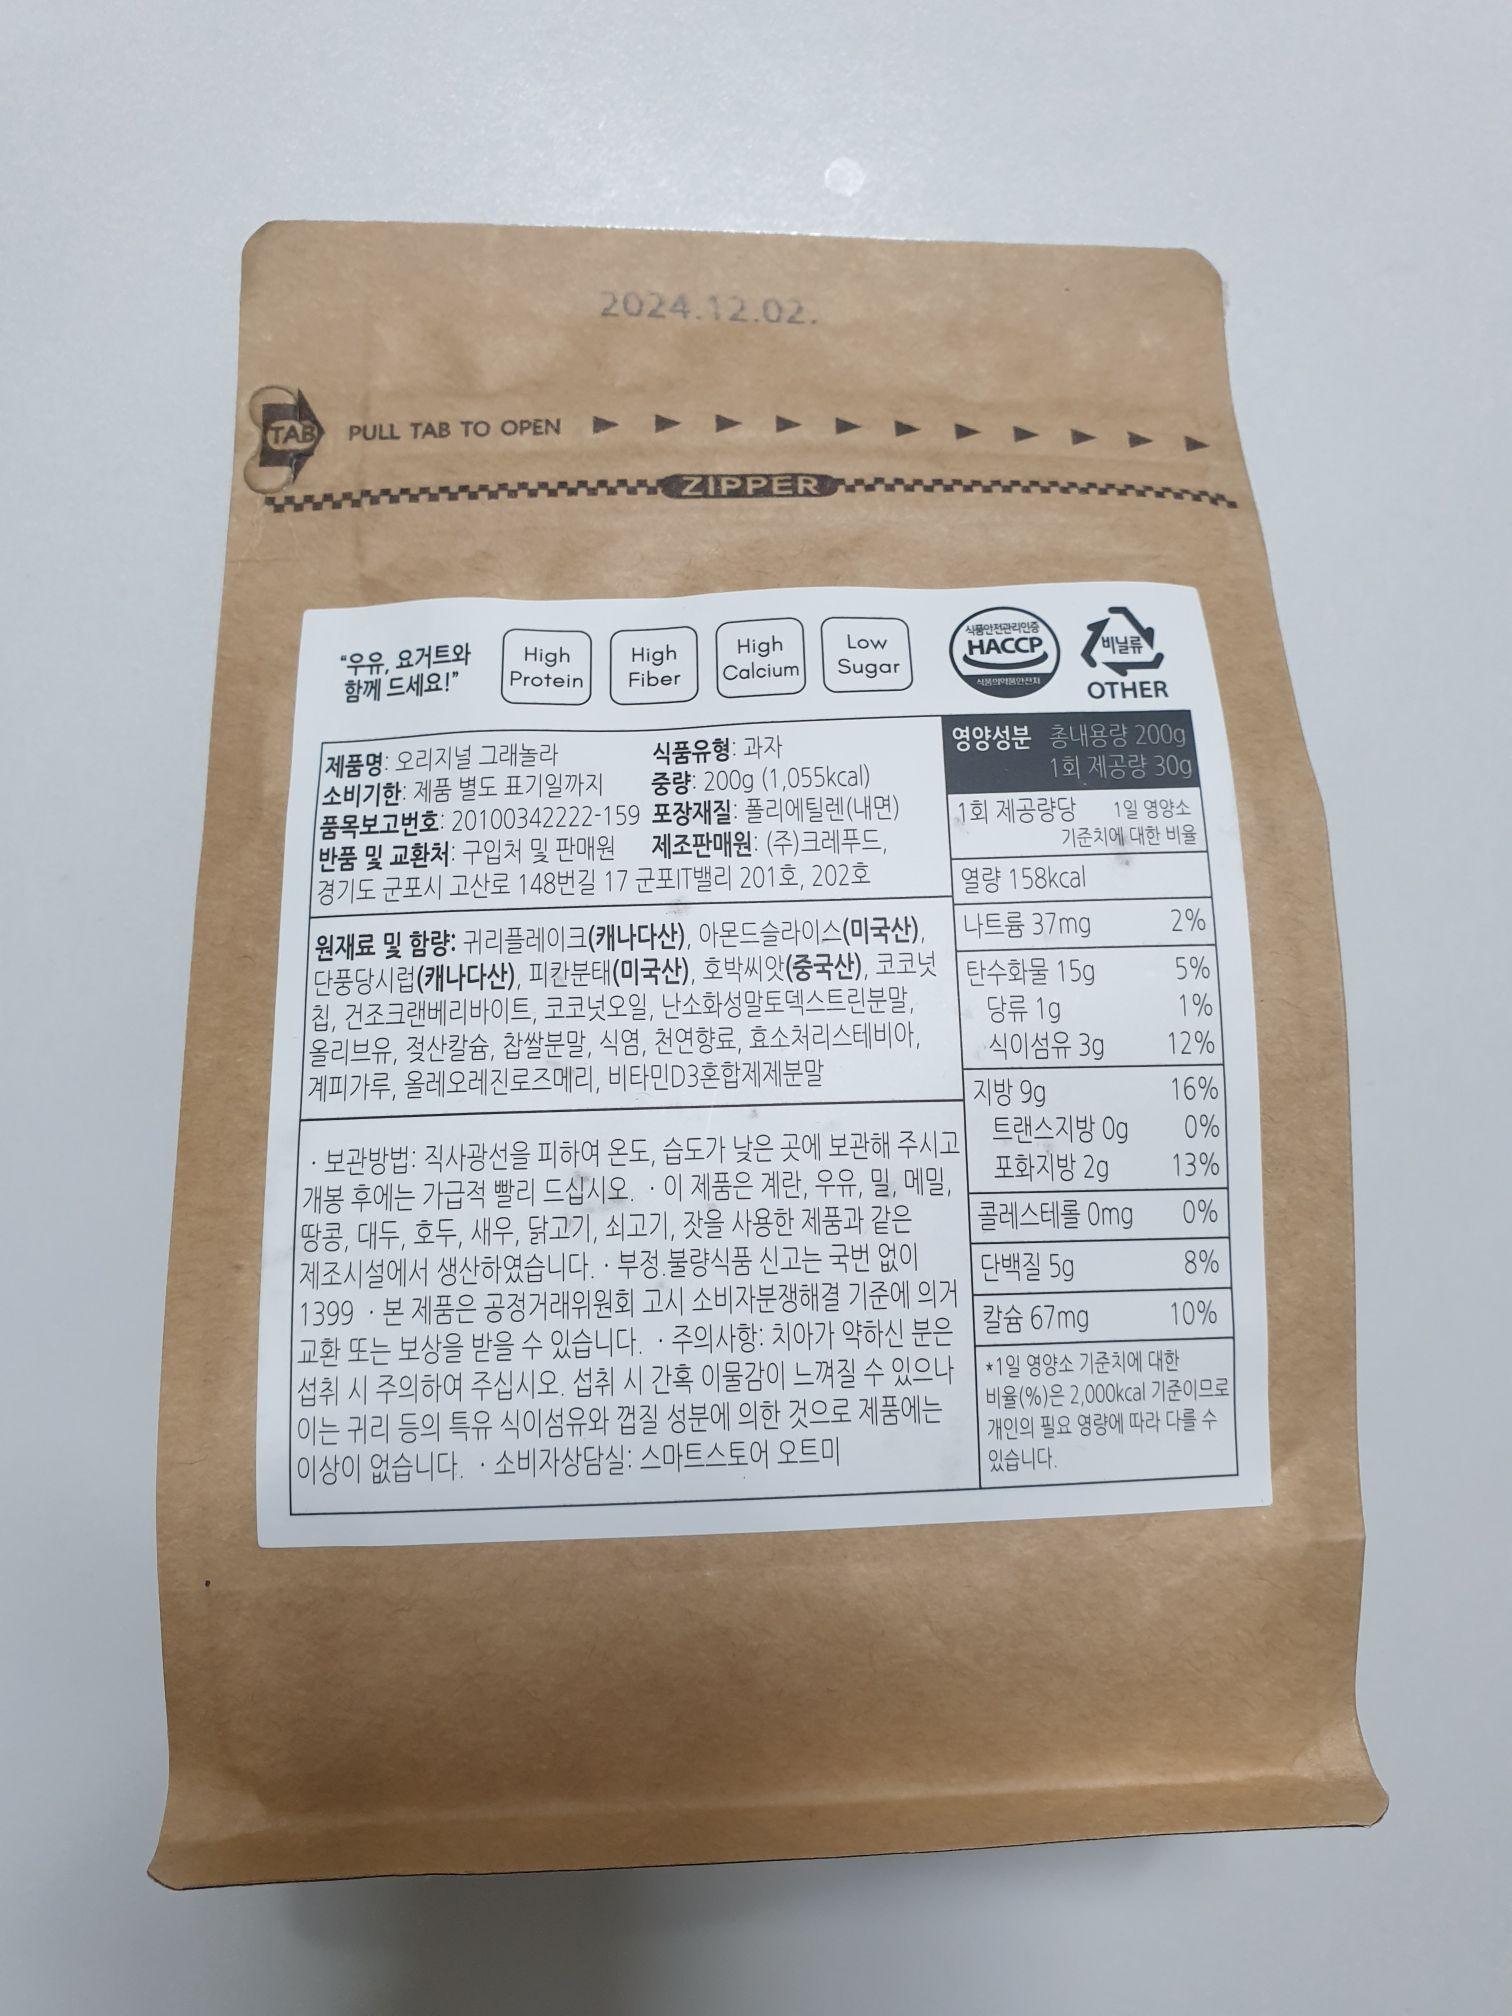 2024.12.02.
TAB PULL TAB TO OPEN
ZIPPER
"우유, 요거트와
함께 드세요!"
High
Protein
High
Fiber
High
Calcium
Low
Sugar
식품안전관리인증
HACCP
식품의약품안전처
비닐류
OTHER
제품명: 오리지널 그래놀라
식품유형: 과자
소비기한: 제품 별도 표기일까지
중량: 200g (1,055kcal)
품목보고번호: 20100342222-159
포장재질: 폴리에틸렌(내면)
반품 및 교환처: 구입처 및 판매원
제조판매원: (주)크레푸드,
경기도 군포시 고산로 148번길 17 군포IT밸리 201호, 202호
원재료 및 함량: 귀리플레이크(캐나다산), 아몬드슬라이스(미국산),
단풍당시럽(캐나다산), 피칸분태(미국산), 호박씨앗(중국산), 코코넛
칩, 건조크랜베리바이트, 코코넛오일, 난소화성말토덱스트린분말,
올리브유, 젖산칼슘, 찹쌀분말, 식염, 천연향료, 효소처리스테비아,
계피가루, 올레오레진로즈메리, 비타민D3혼합제제분말
· 보관방법: 직사광선을 피하여 온도, 습도가 낮은 곳에 보관해 주시고
개봉 후에는 가급적 빨리 드십시오. · 이 제품은 계란, 우유, 밀, 메밀,
땅콩, 대두, 호두, 새우, 닭고기, 쇠고기, 잣을 사용한 제품과 같은
제조시설에서 생산하였습니다. · 부정.불량식품 신고는 국번 없이
1399 · 본 제품은 공정거래위원회 고시 소비자분쟁해결 기준에 의거
교환 또는 보상을 받을 수 있습니다. · 주의사항: 치아가 약하신 분은
섭취 시 주의하여 주십시오. 섭취 시 간혹 이물감이 느껴질 수 있으나
이는 귀리 등의 특유 식이섬유와 껍질 성분에 의한 것으로 제품에는
이상이 없습니다. · 소비자상담실: 스마트스토어 오트미
영양성분 총내용량 200g
1회 제공량 30g
1회 제공량당 1일 영양소
기준치에 대한 비율
열량 158kcal
나트륨 37mg 2%
탄수화물 15g 5%
당류 1g 1%
식이섬유 3g 12%
지방 9g 16%
트랜스지방 0g 0%
포화지방 2g 13%
콜레스테롤 0mg 0%
단백질 5g 8%
칼슘 67mg 10%
*1일 영양소 기준치에 대한
비율(%)은 2,000kcal 기준이므로
개인의 필요 영량에 따라 다를 수
있습니다.